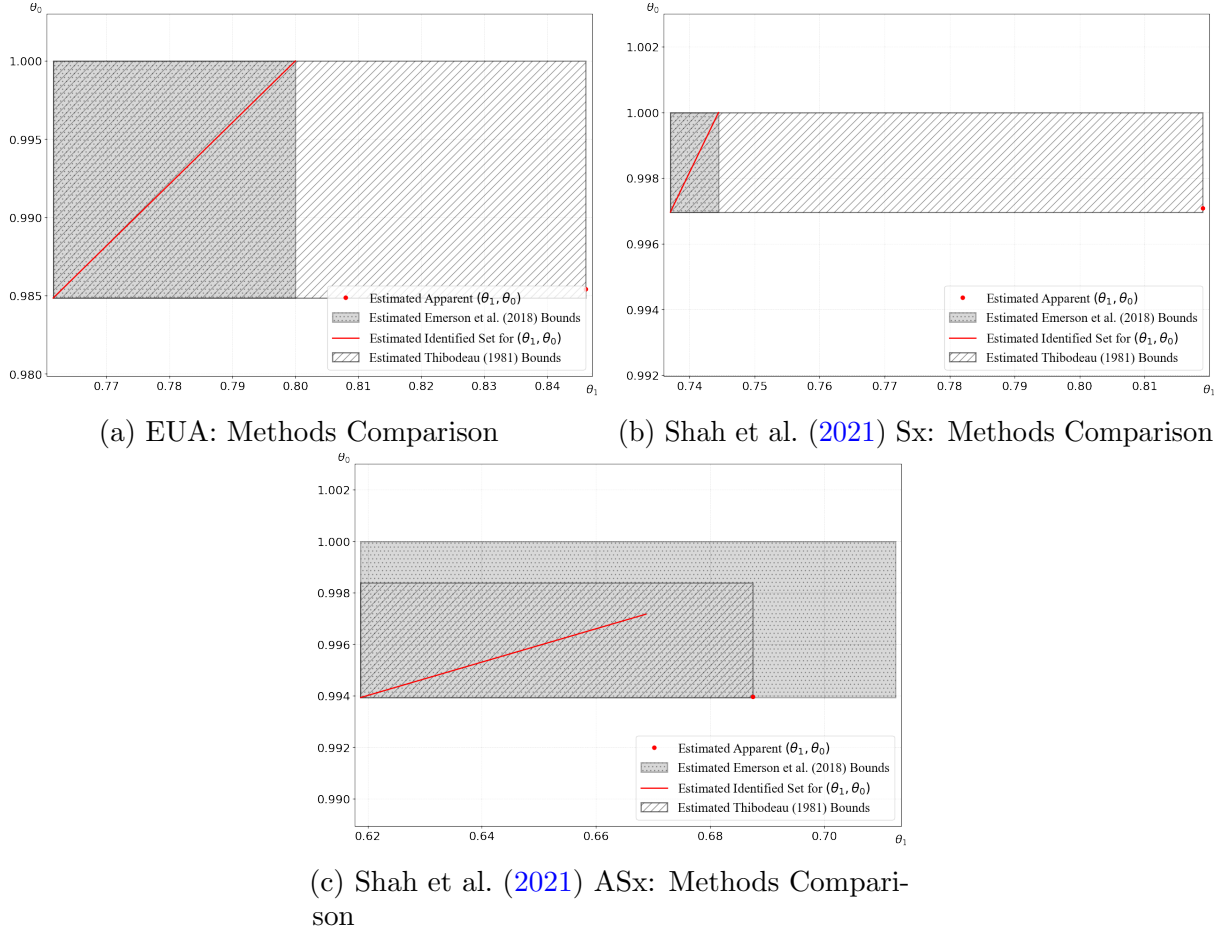 θ₀
1.000
0.995
0.990
0.985
0.980
0.77 0.78 0.79 0.80 0.81 0.82 0.83 0.84 θ₁
Estimated Apparent (θ₁, θ₀)
Estimated Emerson et al. (2018) Bounds
Estimated Identified Set for (θ₁, θ₀)
Estimated Thibodeau (1981) Bounds
(a) EUA: Methods Comparison
θ₀
1.002
1.000
0.998
0.996
0.994
0.992
0.74 0.75 0.76 0.77 0.78 0.79 0.80 0.81 θ₁
Estimated Apparent (θ₁, θ₀)
Estimated Emerson et al. (2018) Bounds
Estimated Identified Set for (θ₁, θ₀)
Estimated Thibodeau (1981) Bounds
(b) Shah et al. (2021) Sx: Methods Comparison
θ₀
1.002
1.000
0.998
0.996
0.994
0.992
0.990
0.62 0.64 0.66 0.68 0.70 θ₁
Estimated Apparent (θ₁, θ₀)
Estimated Emerson et al. (2018) Bounds
Estimated Identified Set for (θ₁, θ₀)
Estimated Thibodeau (1981) Bounds
(c) Shah et al. (2021) ASx: Methods Compari-
son